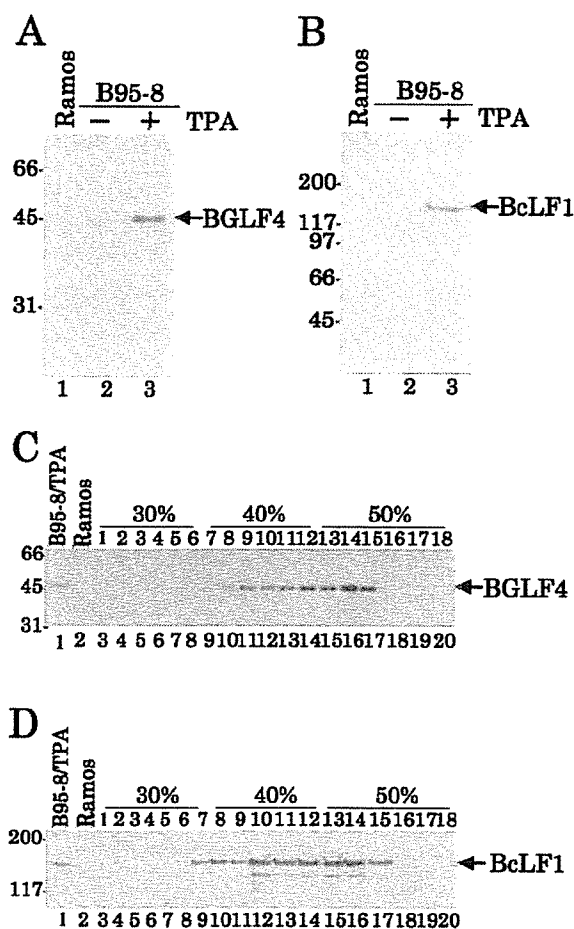 A
Ramos
B95-8
− + TPA
66-
45-
31-
BGLF4
1 2 3
B
Ramos
B95-8
− + TPA
200-
117-
97-
66-
45-
BcLF1
1 2 3
C
B95-8/TPA
Ramos
30% 40% 50%
1 2 3 4 5 6 7 8 9 10 11 12 13 14 15 16 17 18
66
45-
31-
BGLF4
1 2 3 4 5 6 7 8 9 10 11 12 13 14 15 16 17 18 19 20
D
B95-8/TPA
Ramos
30% 40% 50%
1 2 3 4 5 6 7 8 9 10 11 12 13 14 15 16 17 18
200-
117-
BcLF1
1 2 3 4 5 6 7 8 9 10 11 12 13 14 15 16 17 18 19 20